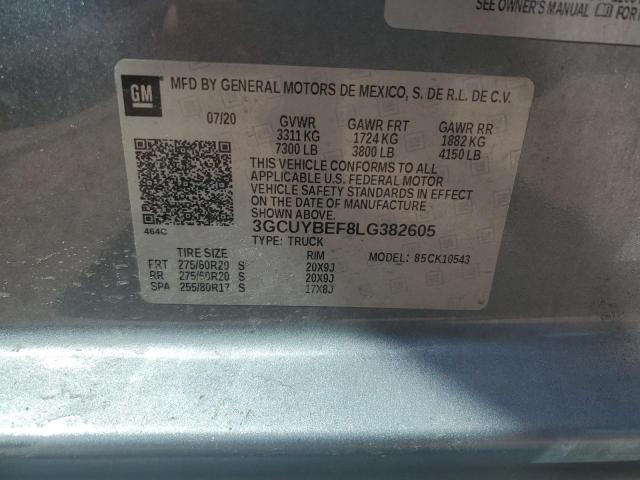 SEE OWNER'S MANUAL
GM
MFD BY GENERAL MOTORS DE MEXICO, S. DE R.L. DE C.V.
07/20 GVWR GAWR FRT GAWR RR
3311 KG 1724 KG 1882 KG
7300 LB 3800 LB 4150 LB
THIS VEHICLE CONFORMS TO ALL
APPLICABLE U.S. FEDERAL MOTOR
VEHICLE SAFETY STANDARDS IN EFFECT
ON THE DATE OF MANUFACTURE
SHOWN ABOVE.
464C
3GCUYBEF8LG382605
TYPE: TRUCK
TIRE SIZE RIM MODEL: 85CK10543
FRT 275/60R20 S 20X9J
RR 275/60R20 S 20X9J
SPA 255/80R17 S 17X8J